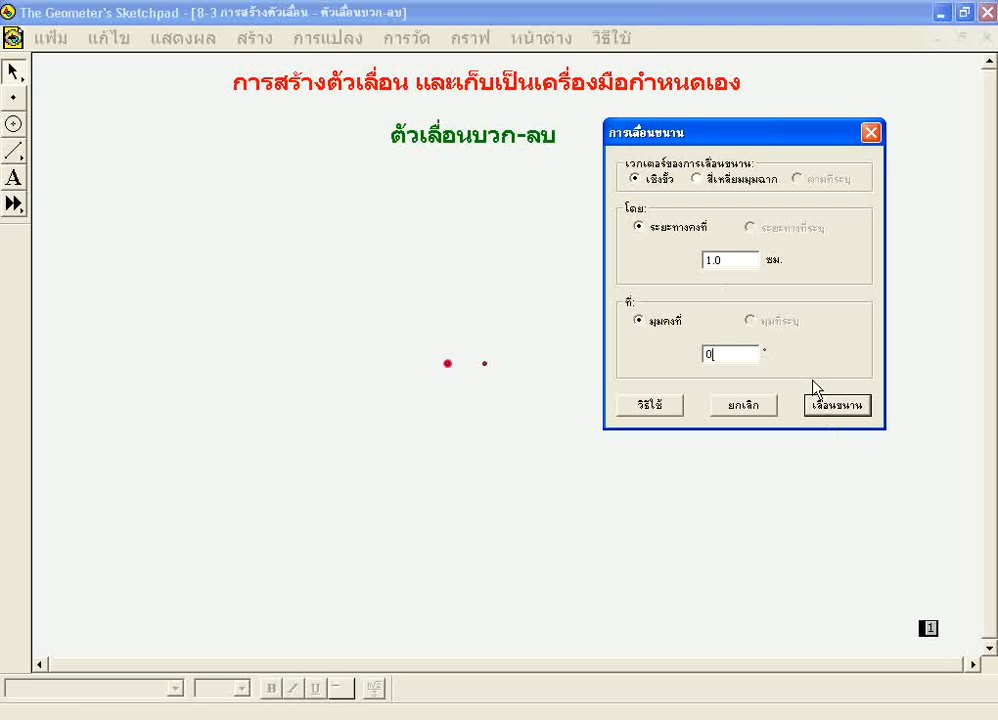 The Geometer's Sketchpad - [8-3 การสร้างตัวเลื่อน - ตัวเลื่อนบวก-ลบ]
แฟ้ม แก้ไข แสดงผล สร้าง การแปลง การวัด กราฟ หน้าต่าง วิธีใช้
การสร้างตัวเลื่อน และเก็บเป็นเครื่องมือกำหนดเอง
ตัวเลื่อนบวก-ลบ
การเลื่อนขนาน
เวกเตอร์ของการเลื่อนขนาน:
เชิงขั้ว สี่เหลี่ยมมุมฉาก ตามที่ระบุ
โดย:
ระยะทางคงที่ ระยะทางที่ระบุ
1.0 ซม.
ที่:
มุมคงที่ มุมที่ระบุ
0 °
วิธีใช้ ยกเลิก เลื่อนขนาน
A
1
B I U